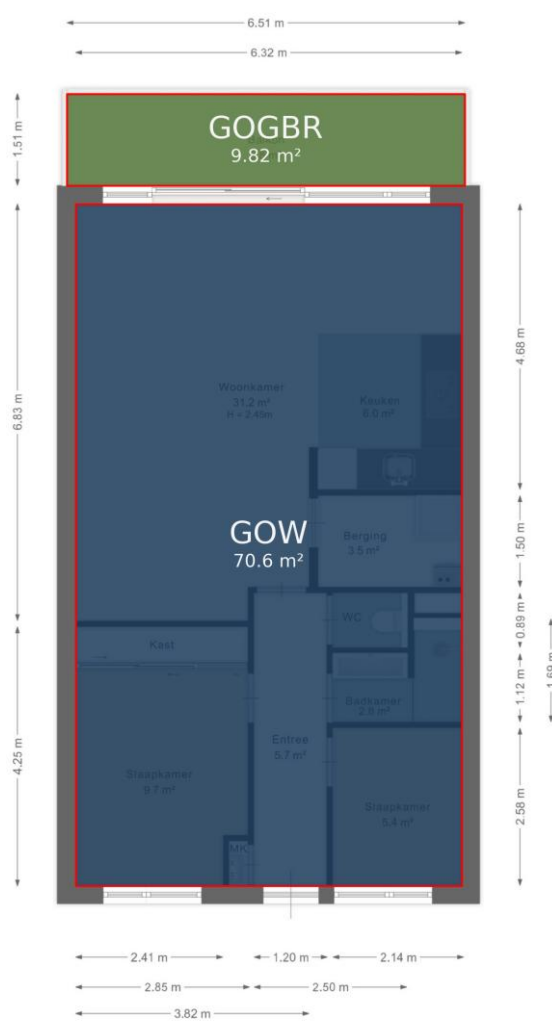 6.51 m
6.32 m
1.51 m
GOGBR
9.82 m²
6.83 m
4.68 m
Woonkamer
31.2 m²
H = 2.40m
Keuken
6.0 m²
GOW
70.6 m²
Berging
3.5 m²
1.50 m
0.89 m
WC
Kast
1.69 m
1.12 m
Badkamer
2.9 m²
4.25 m
Entree
5.7 m²
Slaapkamer
9.7 m²
Slaapkamer
5.4 m²
2.58 m
MK
2.41 m
1.20 m
2.14 m
2.85 m
2.50 m
3.82 m